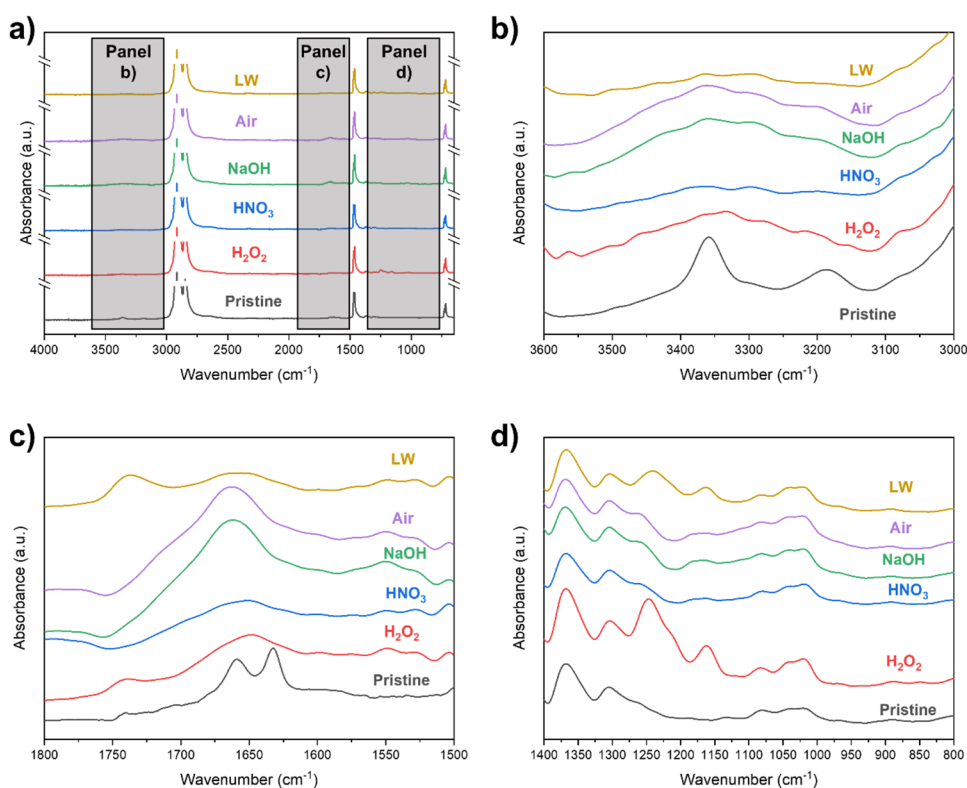 a)
Panel
b)
Panel
c)
Panel
d)
LW
Air
NaOH
HNO₃
H₂O₂
Pristine
Absorbance (a.u.)
4000 3500 3000 2500 2000 1500 1000
Wavenumber (cm⁻¹)
b)
LW
Air
NaOH
HNO₃
H₂O₂
Pristine
Absorbance (a.u.)
3600 3500 3400 3300 3200 3100 3000
Wavenumber (cm⁻¹)
c)
LW
Air
NaOH
HNO₃
H₂O₂
Pristine
Absorbance (a.u.)
1800 1750 1700 1650 1600 1550 1500
Wavenumber (cm⁻¹)
d)
LW
Air
NaOH
HNO₃
H₂O₂
Pristine
Absorbance (a.u.)
1400 1350 1300 1250 1200 1150 1100 1050 1000 950 900 850 800
Wavenumber (cm⁻¹)